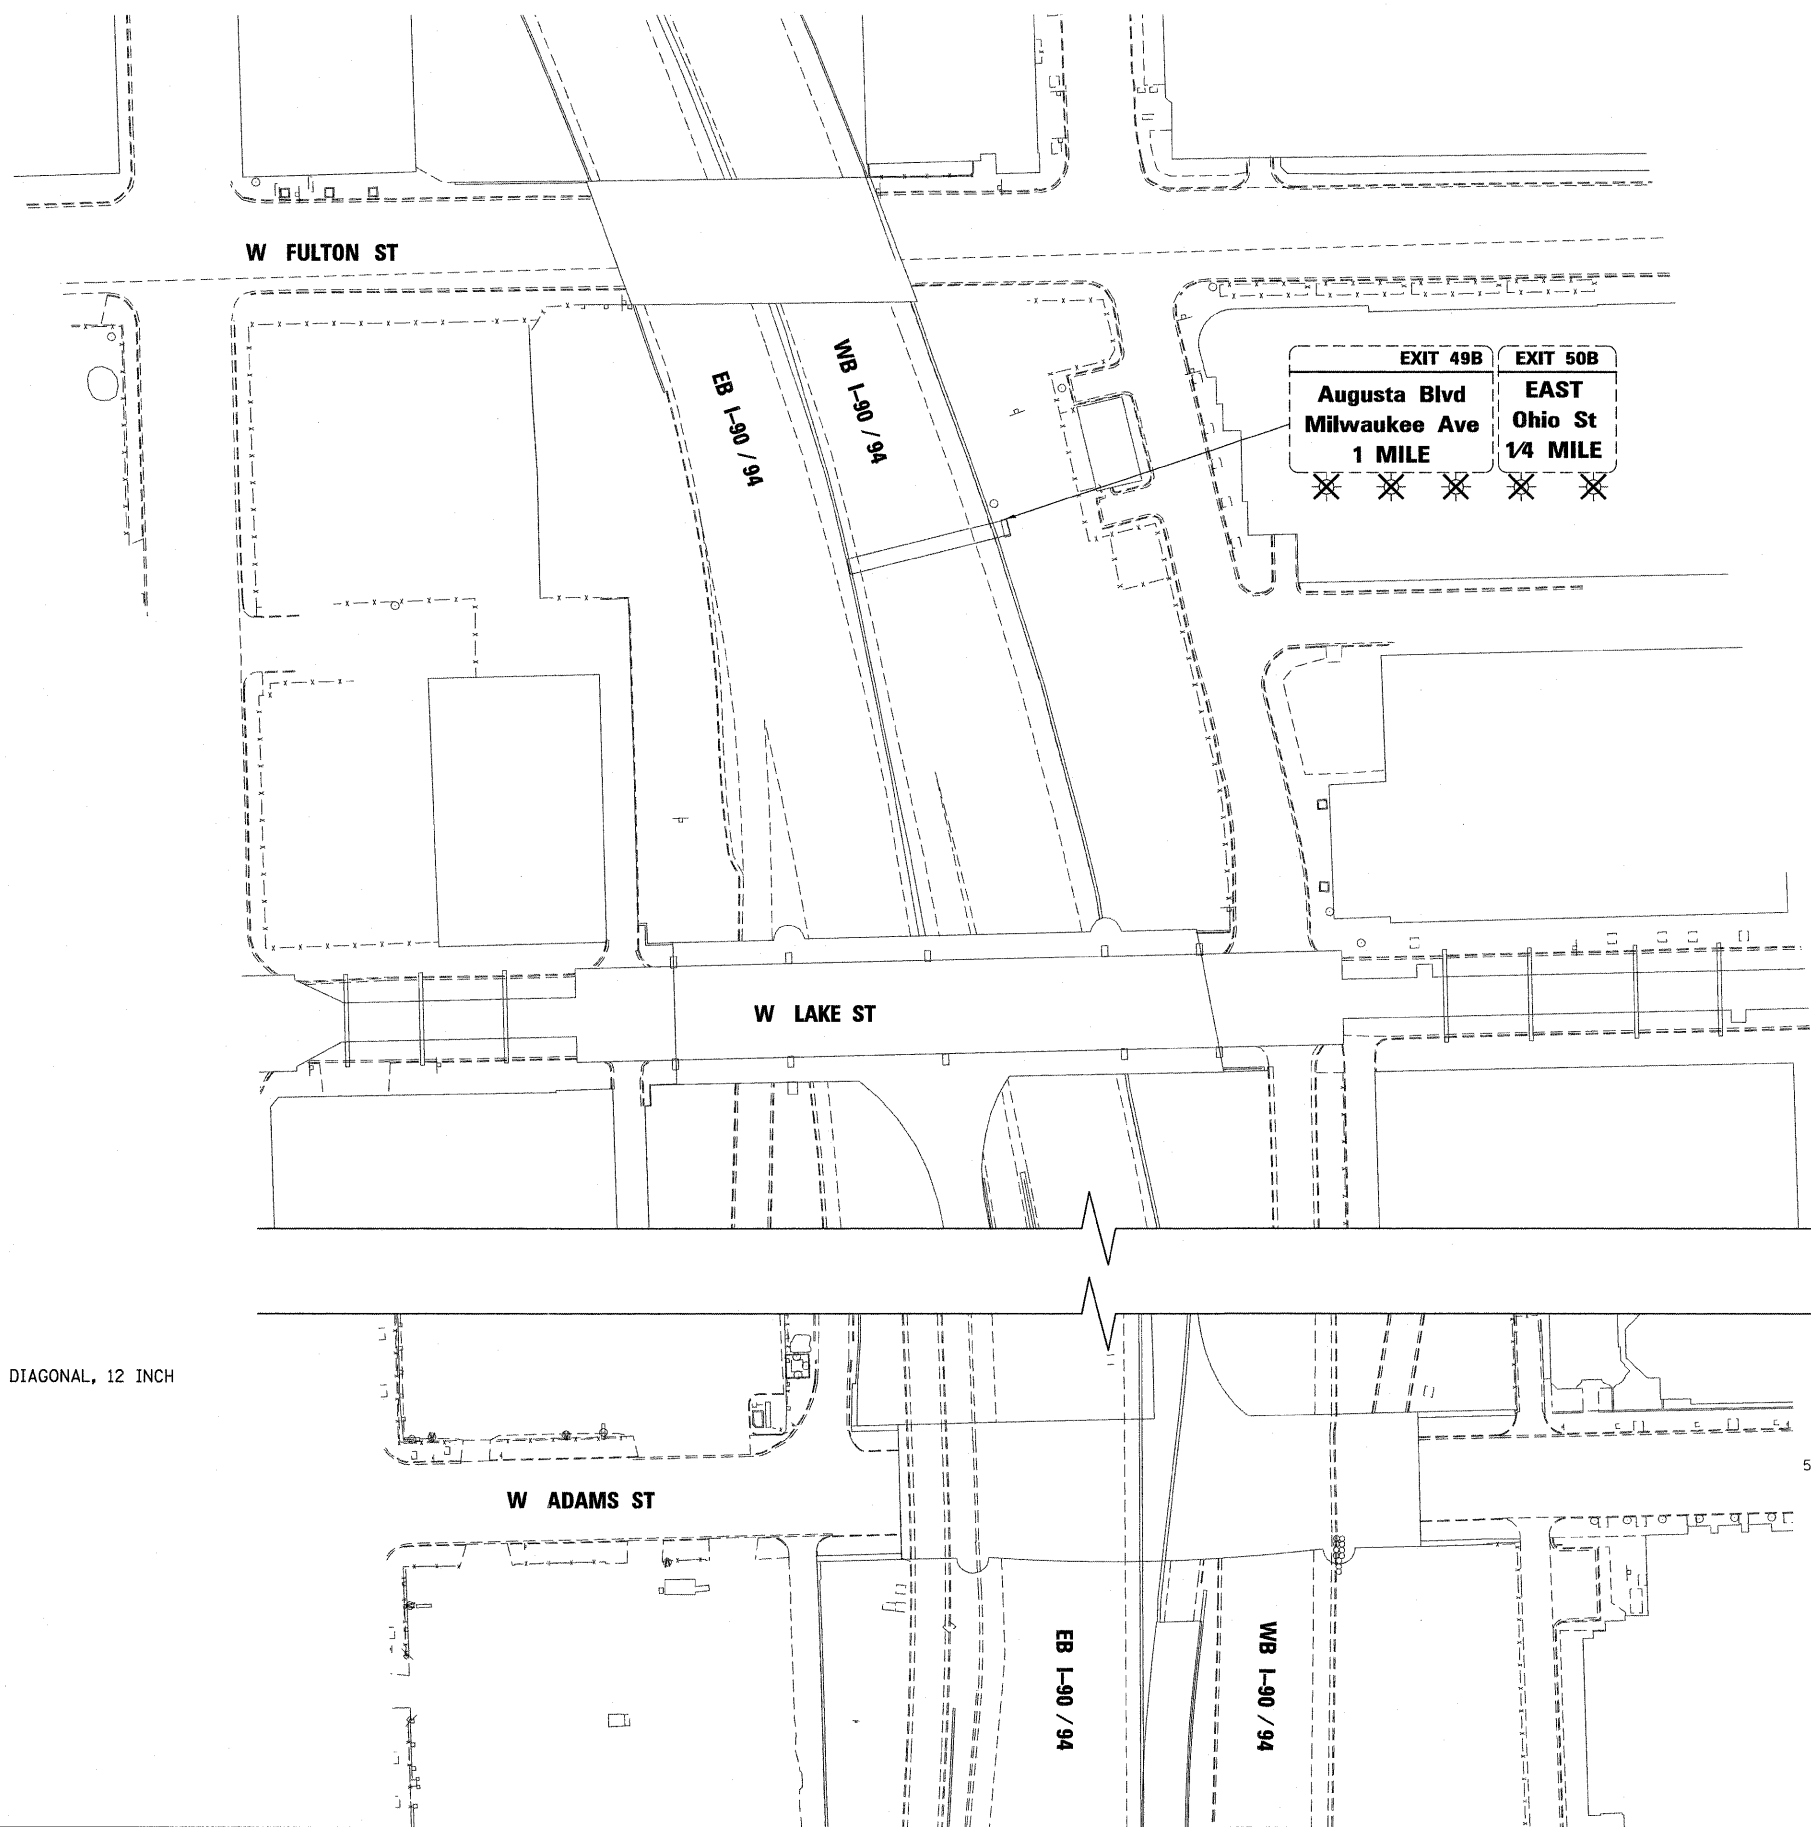 W FULTON ST
EB I-90 / 94
WB I-90 / 94
EXIT 49B
Augusta Blvd
Milwaukee Ave
1 MILE
EXIT 50B
EAST
Ohio St
1/4 MILE
W LAKE ST
DIAGONAL, 12 INCH
5
W ADAMS ST
EB I-90 / 94
WB I-90 / 94